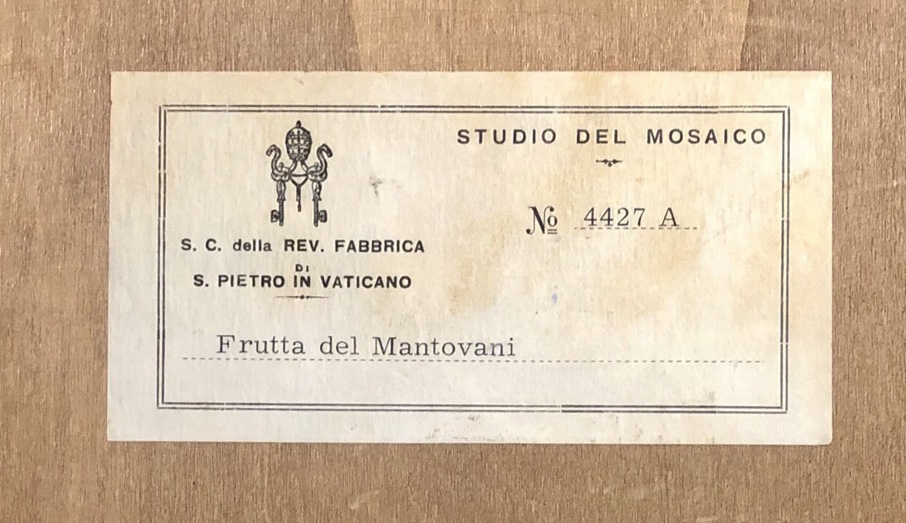 STUDIO DEL MOSAICO
Nº 4427 A
S. C. della REV. FABBRICA
DI
S. PIETRO IN VATICANO
Frutta del Mantovani